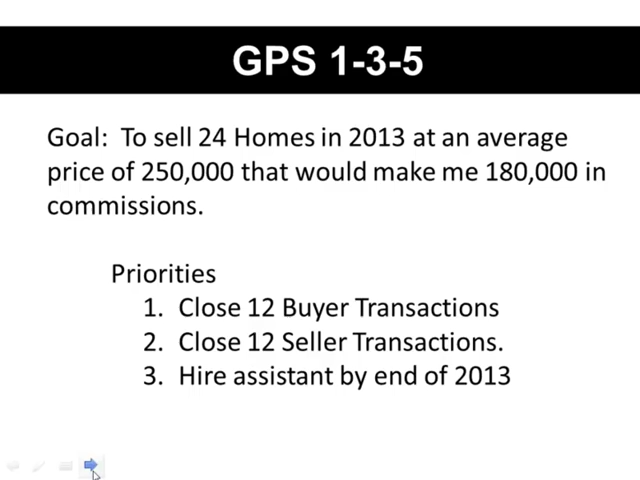 GPS 1-3-5
Goal:  To sell 24 Homes in 2013 at an average
price of 250,000 that would make me 180,000 in
commissions.
Priorities
1. Close 12 Buyer Transactions
2. Close 12 Seller Transactions.
3. Hire assistant by end of 2013